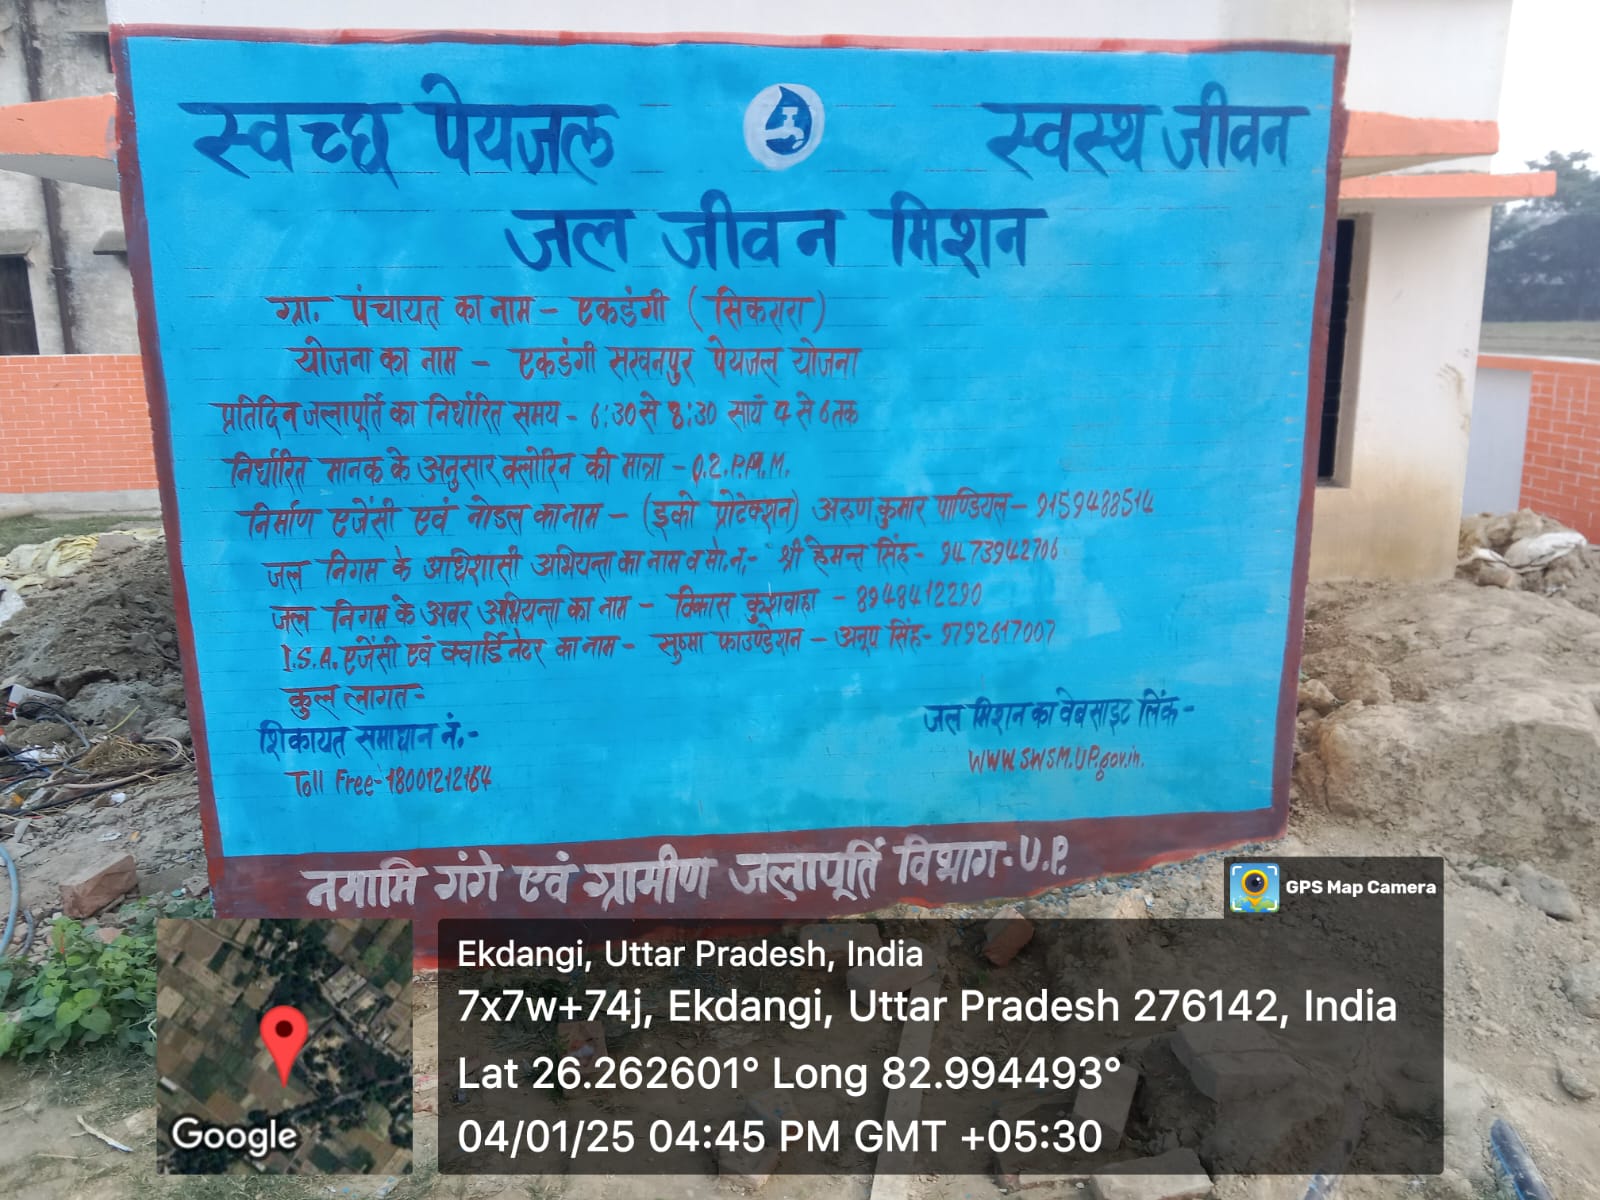 स्वच्छ पेयजल स्वस्थ जीवन
जल जीवन मिशन
ग्रा. पंचायत का नाम - एकडंगी (सिकरारा)
योजना का नाम - एकडंगी सरवनपुर पेयजल योजना
प्रतिदिन जलापूर्ति का निर्धारित समय - 6:30 से 8:30 सायं 4 से 6 तक
निर्धारित मानक के अनुसार क्लोरिन की मात्रा - 0.2.P.P.M.
निर्माण एजेंसी एवं नोडल का नाम - (इको प्रोटेक्शन) अरुण कुमार पाण्डियल - 9159488514
जल निगम के अधिशासी अभियन्ता का नाम व मो.न.- श्री हेमन्त सिंह - 9473942706
जल निगम के अवर अभियन्ता का नाम - विकास कुशवाहा - 8948412290
I.S.A. एजेंसी एवं क्वार्डिनेटर का नाम - सुष्मा फाउण्डेशन - अनूप सिंह - 9792617007
कुल लागत -
शिकायत समाधान नं.-
Toll Free - 18001212164
जल मिशन का वेबसाइट लिंक -
WWW.SWSM.UP.gov.in.
नमामि गंगे एवं ग्रामीण जलापूर्ति विभाग - U.P.
GPS Map Camera
Ekdangi, Uttar Pradesh, India
7x7w+74j, Ekdangi, Uttar Pradesh 276142, India
Lat 26.262601° Long 82.994493°
04/01/25 04:45 PM GMT +05:30
Google